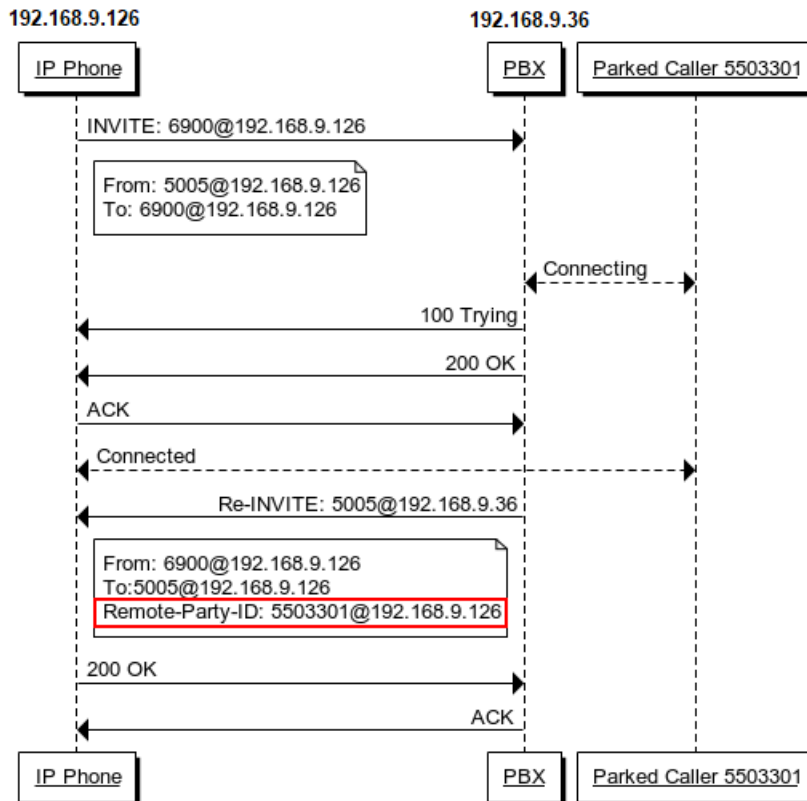 192.168.9.126
192.168.9.36
IP Phone
PBX
Parked Caller 5503301
INVITE: 6900@192.168.9.126
From: 5005@192.168.9.126
To: 6900@192.168.9.126
Connecting
100 Trying
200 OK
ACK
Connected
Re-INVITE: 5005@192.168.9.36
From: 6900@192.168.9.126
To:5005@192.168.9.126
Remote-Party-ID: 5503301@192.168.9.126
200 OK
ACK
IP Phone
PBX
Parked Caller 5503301